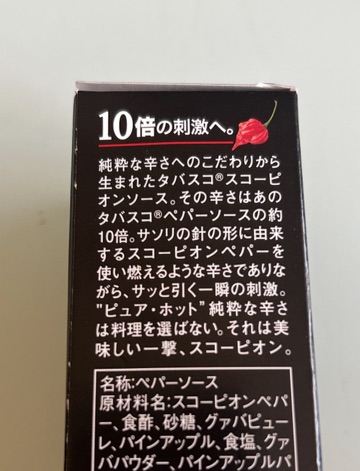 10倍の刺激へ。
純粋な辛さへのこだわりから
生まれたタバスコ®スコーピ
オンソース。その辛さはあの
タバスコ®ペパーソースの約
10倍。サソリの針の形に由来
するスコーピオンペパーを
使い燃えるような辛さでありな
がら、サッと引く一瞬の刺激。
"ピュア・ホット"純粋な辛さ
は料理を選ばない。それは美
味しい一撃、スコーピオン。
名称:ペパーソース
原材料名:スコーピオンペパ
ー、食酢、砂糖、グァバピュー
レ、パインアップル、食塩、グァ
バパウダー、パインアップルパ